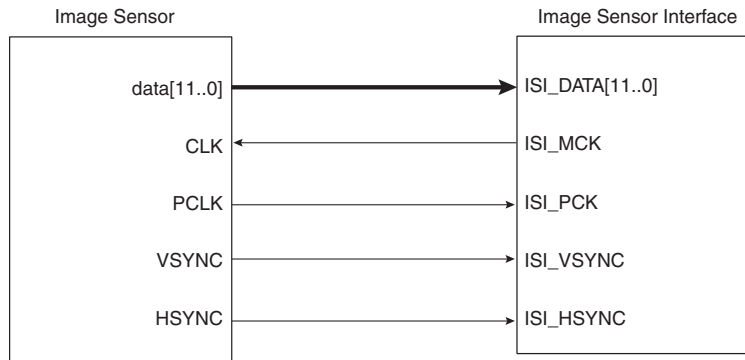 Image Sensor
Image Sensor Interface
data[11..0]
ISI_DATA[11..0]
CLK
ISI_MCK
PCLK
ISI_PCK
VSYNC
ISI_VSYNC
HSYNC
ISI_HSYNC